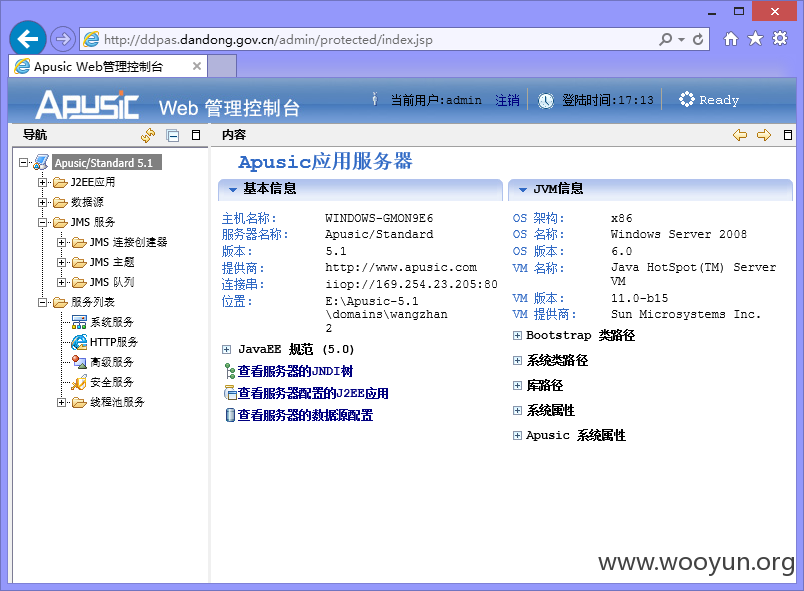 http://ddpas.dandong.gov.cn/admin/protected/index.jsp
Apusic Web管理控制台
Apusic Web 管理控制台
当前用户:admin 注销 登陆时间:17:13 Ready
导航
内容
Apusic/Standard 5.1
J2EE应用
数据源
JMS 服务
JMS 连接创建器
JMS 主题
JMS 队列
服务列表
系统服务
HTTP服务
高级服务
安全服务
线程池服务
Apusic应用服务器
基本信息
主机名称: WINDOWS-GMON9E6
服务器名称: Apusic/Standard
版本: 5.1
提供商: http://www.apusic.com
连接串: iiop://169.254.23.205:80
位置: E:\Apusic-5.1
\domains\wangzhan
2
JavaEE 规范 (5.0)
查看服务器的JNDI树
查看服务器配置的J2EE应用
查看服务器的数据源配置
JVM信息
OS 架构: x86
OS 名称: Windows Server 2008
OS 版本: 6.0
VM 名称: Java HotSpot(TM) Server
VM
VM 版本: 11.0-b15
VM 提供商: Sun Microsystems Inc.
Bootstrap 类路径
系统类路径
库路径
系统属性
Apusic 系统属性
www.wooyun.org